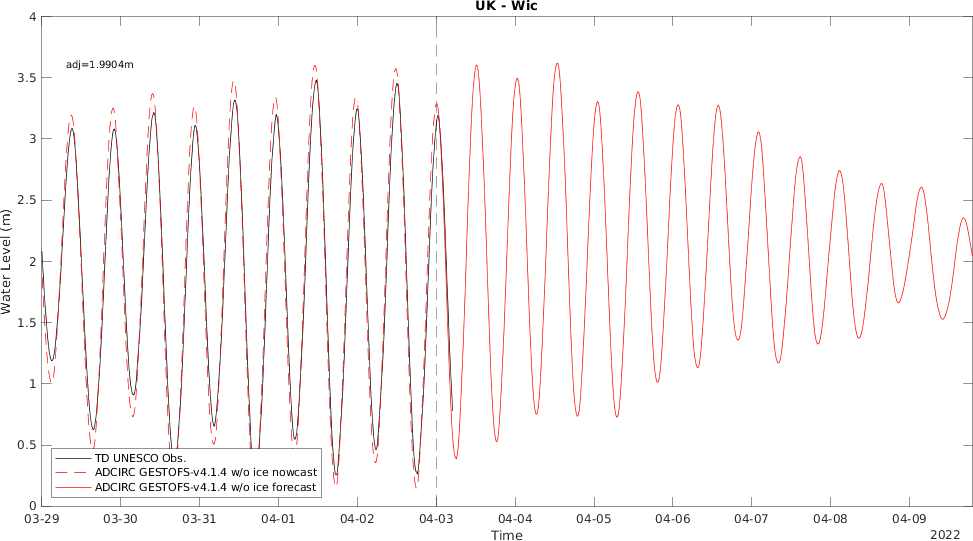 UK - Wic
4
3.5
3
2.5
2
1.5
1
0.5
0
Water Level (m)
adj=1.9904m
TD UNESCO Obs.
ADCIRC GESTOFS-v4.1.4 w/o ice nowcast
ADCIRC GESTOFS-v4.1.4 w/o ice forecast
03-29 03-30 03-31 04-01 04-02 04-03 04-04 04-05 04-06 04-07 04-08 04-09
Time
2022